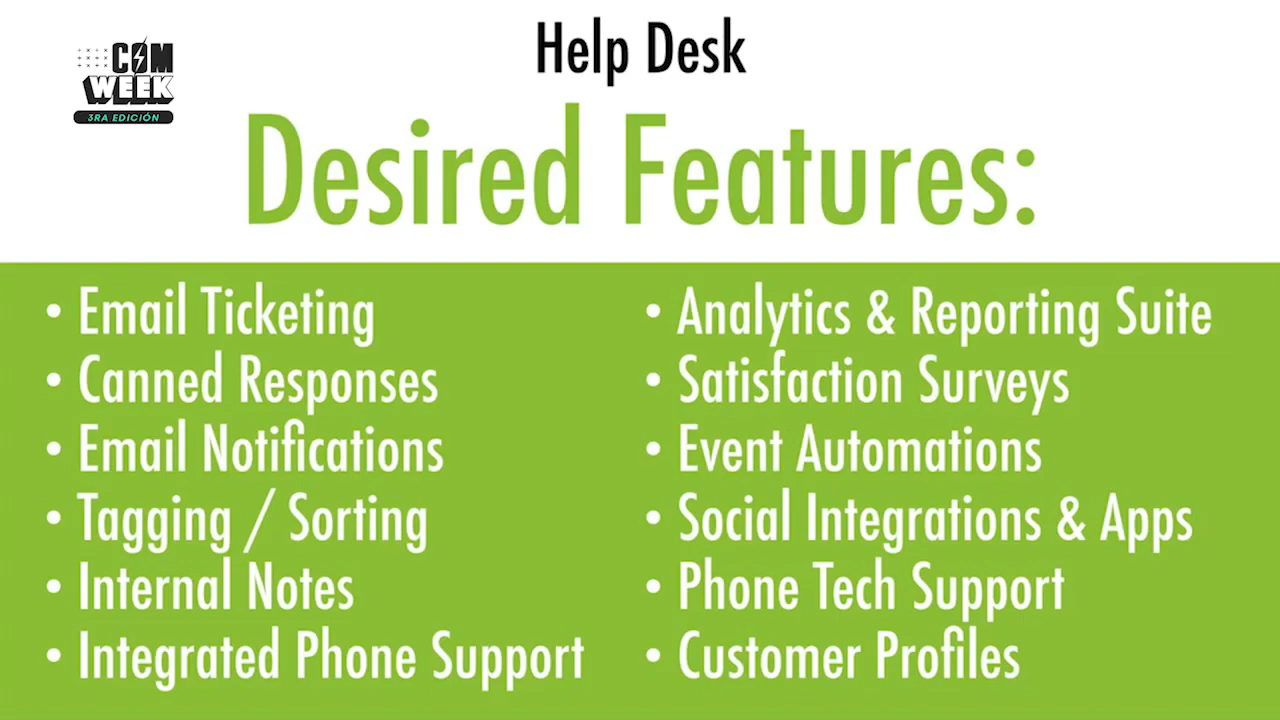 Help Desk
COM
WEEK
3RA EDICIÓN
Desired Features:
• Email Ticketing
• Canned Responses
• Email Notifications
• Tagging / Sorting
• Internal Notes
• Integrated Phone Support
• Analytics & Reporting Suite
• Satisfaction Surveys
• Event Automations
• Social Integrations & Apps
• Phone Tech Support
• Customer Profiles